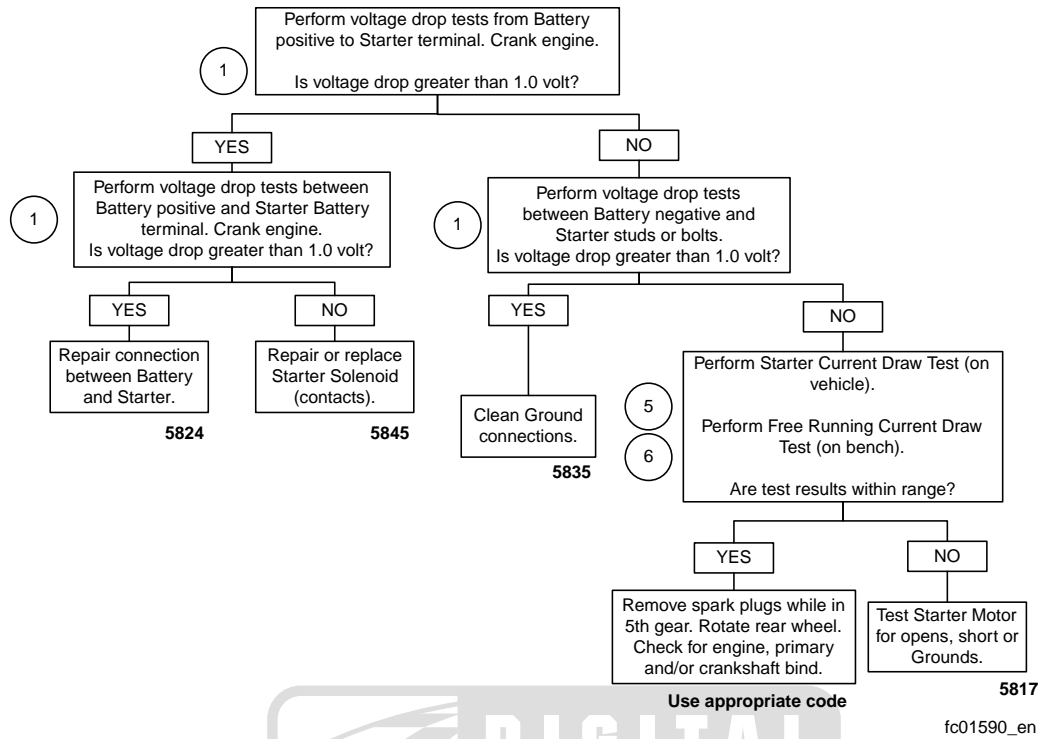 Perform voltage drop tests from Battery
positive to Starter terminal. Crank engine.
Is voltage drop greater than 1.0 volt?
1
YES
NO
Perform voltage drop tests between
Battery positive and Starter Battery
terminal. Crank engine.
Is voltage drop greater than 1.0 volt?
1
Perform voltage drop tests
between Battery negative and
Starter studs or bolts.
Is voltage drop greater than 1.0 volt?
1
YES
NO
YES
NO
Repair connection
between Battery
and Starter.
5824
Repair or replace
Starter Solenoid
(contacts).
5845
Clean Ground
connections.
5835
Perform Starter Current Draw Test (on
vehicle).
Perform Free Running Current Draw
Test (on bench).
Are test results within range?
5
6
YES
NO
Remove spark plugs while in
5th gear. Rotate rear wheel.
Check for engine, primary
and/or crankshaft bind.
Use appropriate code
Test Starter Motor
for opens, short or
Grounds.
5817
DIGITAL
fc01590_en